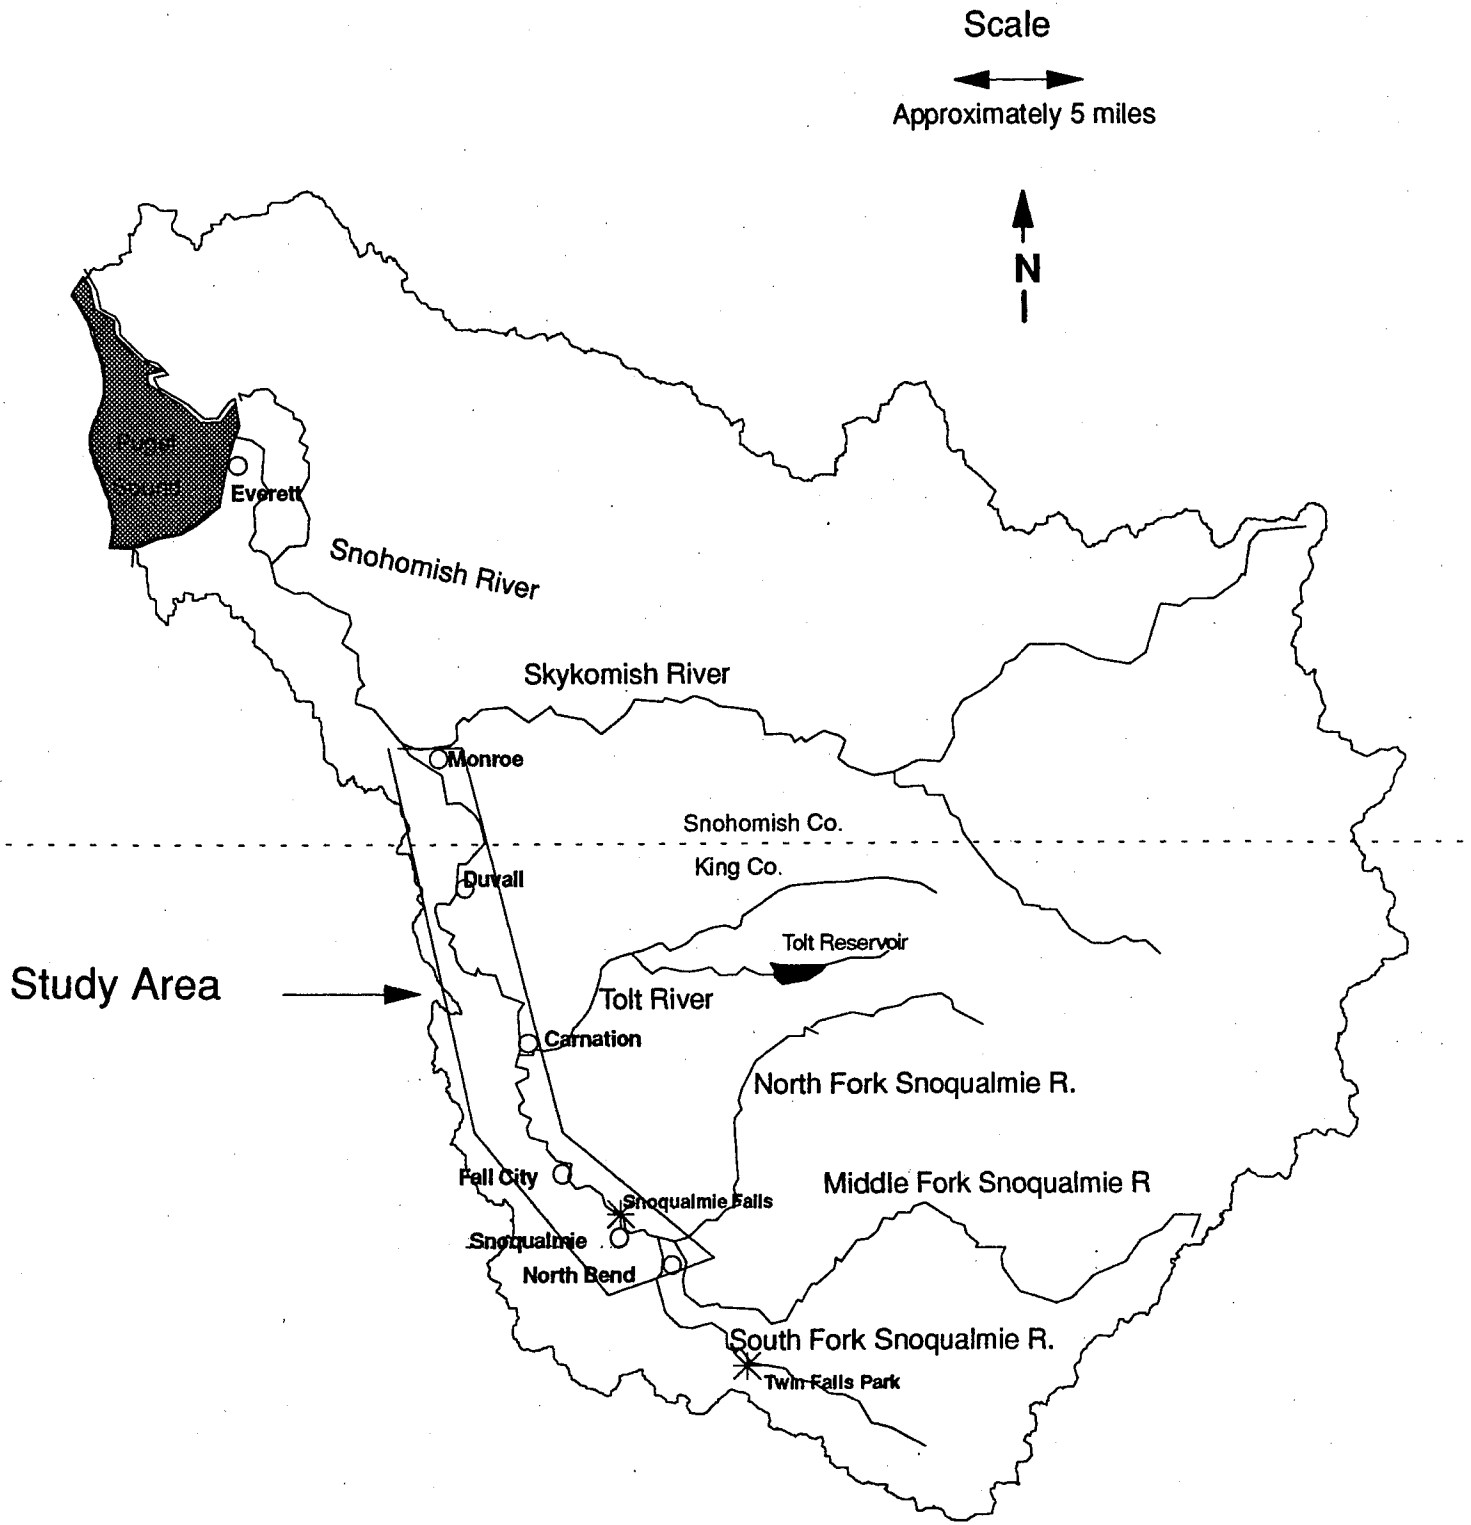 Scale
Approximately 5 miles
N
Puget
Sound
Everett
Snohomish River
Skykomish River
Monroe
Snohomish Co.
King Co.
Duvall
Tolt Reservoir
Study Area
Tolt River
Carnation
North Fork Snoqualmie R.
Fall City
Middle Fork Snoqualmie R
Snoqualmie Falls
Snoqualmie
North Bend
South Fork Snoqualmie R.
Twin Falls Park